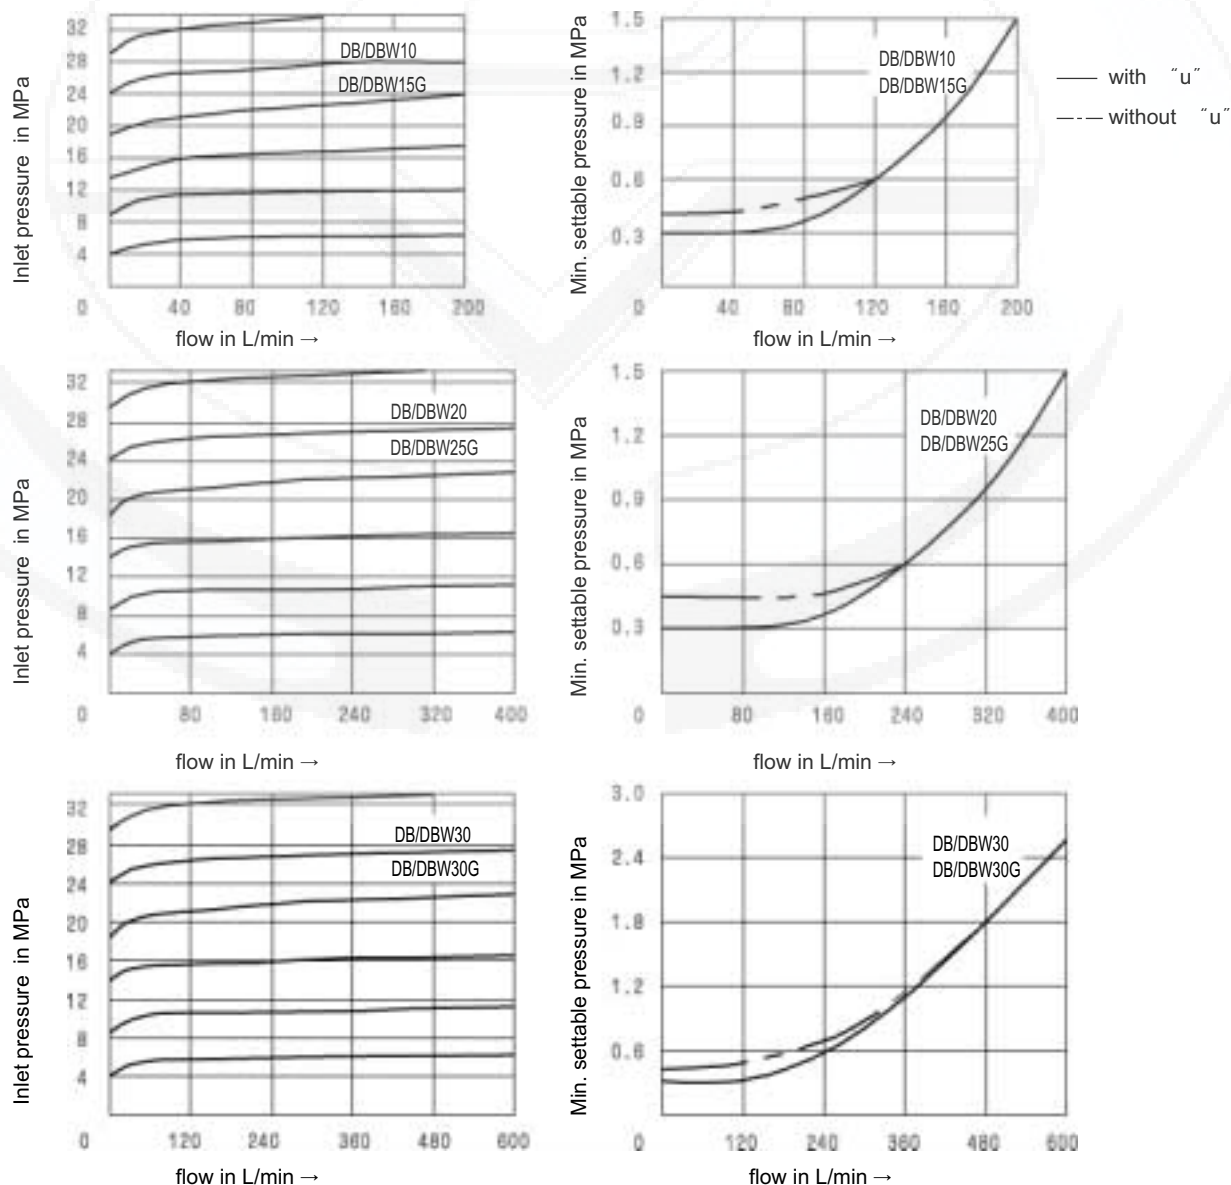 Inlet pressure in MPa
32
28
24
20
16
12
8
4
0
40
80
120
160
200
DB/DBW10
DB/DBW15G
flow in L/min →
Min. settable pressure in MPa
1.5
1.2
0.9
0.6
0.3
0
40
80
120
160
200
DB/DBW10
DB/DBW15G
flow in L/min →
with “u”
without “u”
Inlet pressure in MPa
32
28
24
20
16
12
8
4
0
80
160
240
320
400
DB/DBW20
DB/DBW25G
flow in L/min →
Min. settable pressure in MPa
1.5
1.2
0.9
0.6
0.3
0
80
160
240
320
400
DB/DBW20
DB/DBW25G
flow in L/min →
Inlet pressure in MPa
32
28
24
20
16
12
8
4
0
120
240
360
480
600
DB/DBW30
DB/DBW30G
flow in L/min →
Min. settable pressure in MPa
3.0
2.4
1.8
1.2
0.6
0
120
240
360
480
600
DB/DBW30
DB/DBW30G
flow in L/min →